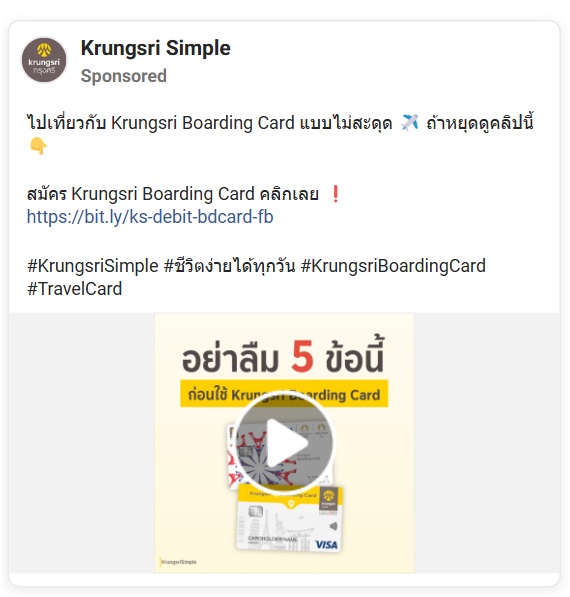 krungsri
กรุงศรี
Krungsri Simple
Sponsored
ไปเที่ยวกับ Krungsri Boarding Card แบบไม่สะดุด ✈️ ถ้าหยุดดูคลิปนี้
👇
สมัคร Krungsri Boarding Card คลิกเลย ❗
https://bit.ly/ks-debit-bdcard-fb
#KrungsriSimple #ชีวิตง่ายได้ทุกวัน #KrungsriBoardingCard
#TravelCard
อย่าลืม 5 ข้อนี้
ก่อนใช้ Krungsri Boarding Card
Krungsri Boarding Card
krungsri
CARDHOLDER NAME
VISA
#KrungsriSimple